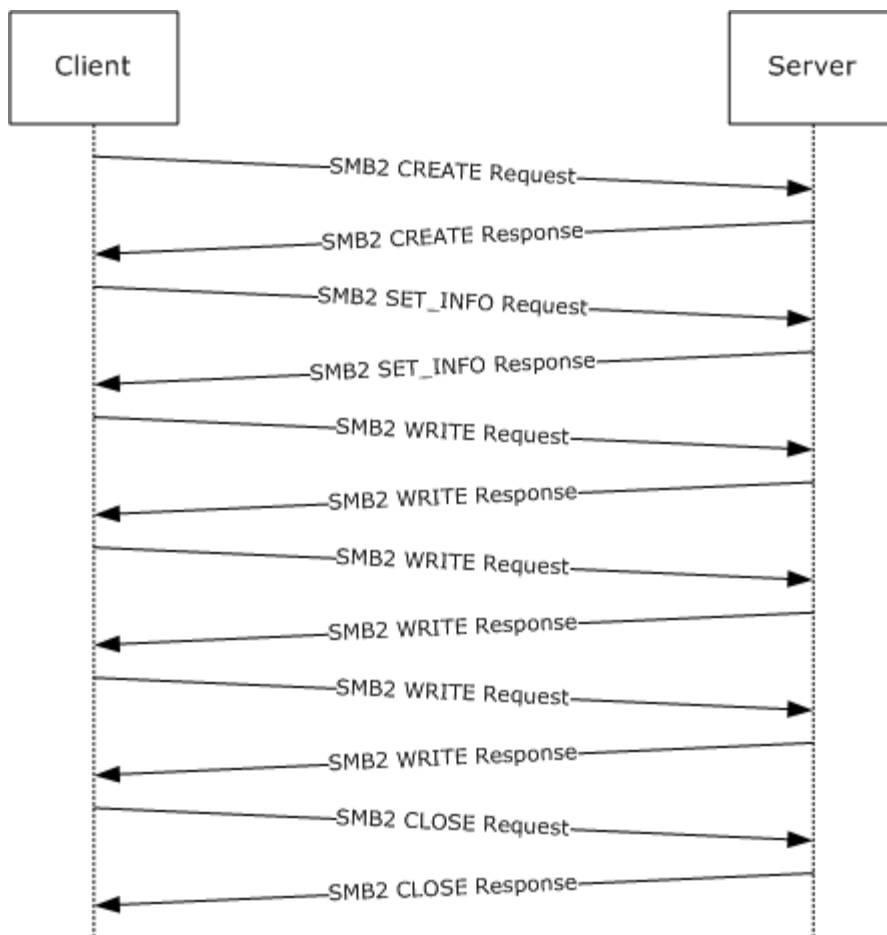 Client
Server
SMB2 CREATE Request
SMB2 CREATE Response
SMB2 SET_INFO Request
SMB2 SET_INFO Response
SMB2 WRITE Request
SMB2 WRITE Response
SMB2 WRITE Request
SMB2 WRITE Response
SMB2 WRITE Request
SMB2 WRITE Response
SMB2 CLOSE Request
SMB2 CLOSE Response